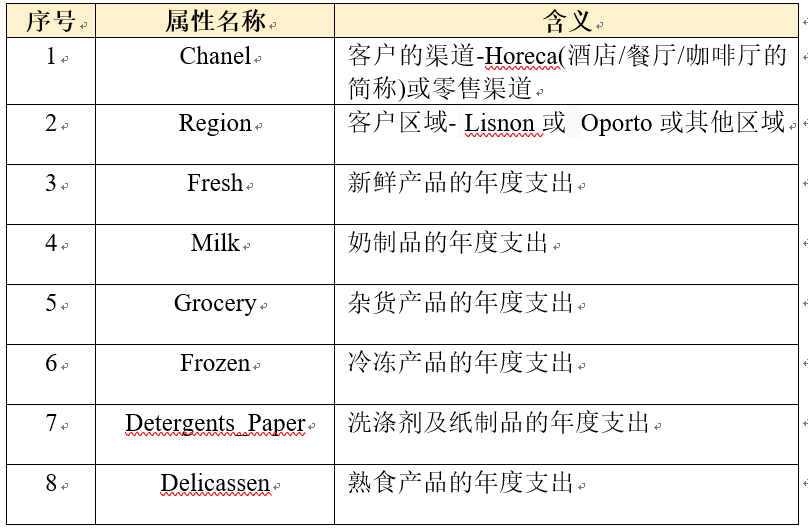 序号 属性名称 含义
1 Chanel 客户的渠道-Horeca(酒店/餐厅/咖啡厅的
简称)或零售渠道
2 Region 客户区域- Lisnon 或 Oporto 或其他区域
3 Fresh 新鲜产品的年度支出
4 Milk 奶制品的年度支出
5 Grocery 杂货产品的年度支出
6 Frozen 冷冻产品的年度支出
7 Detergents_Paper 洗涤剂及纸制品的年度支出
8 Delicassen 熟食产品的年度支出